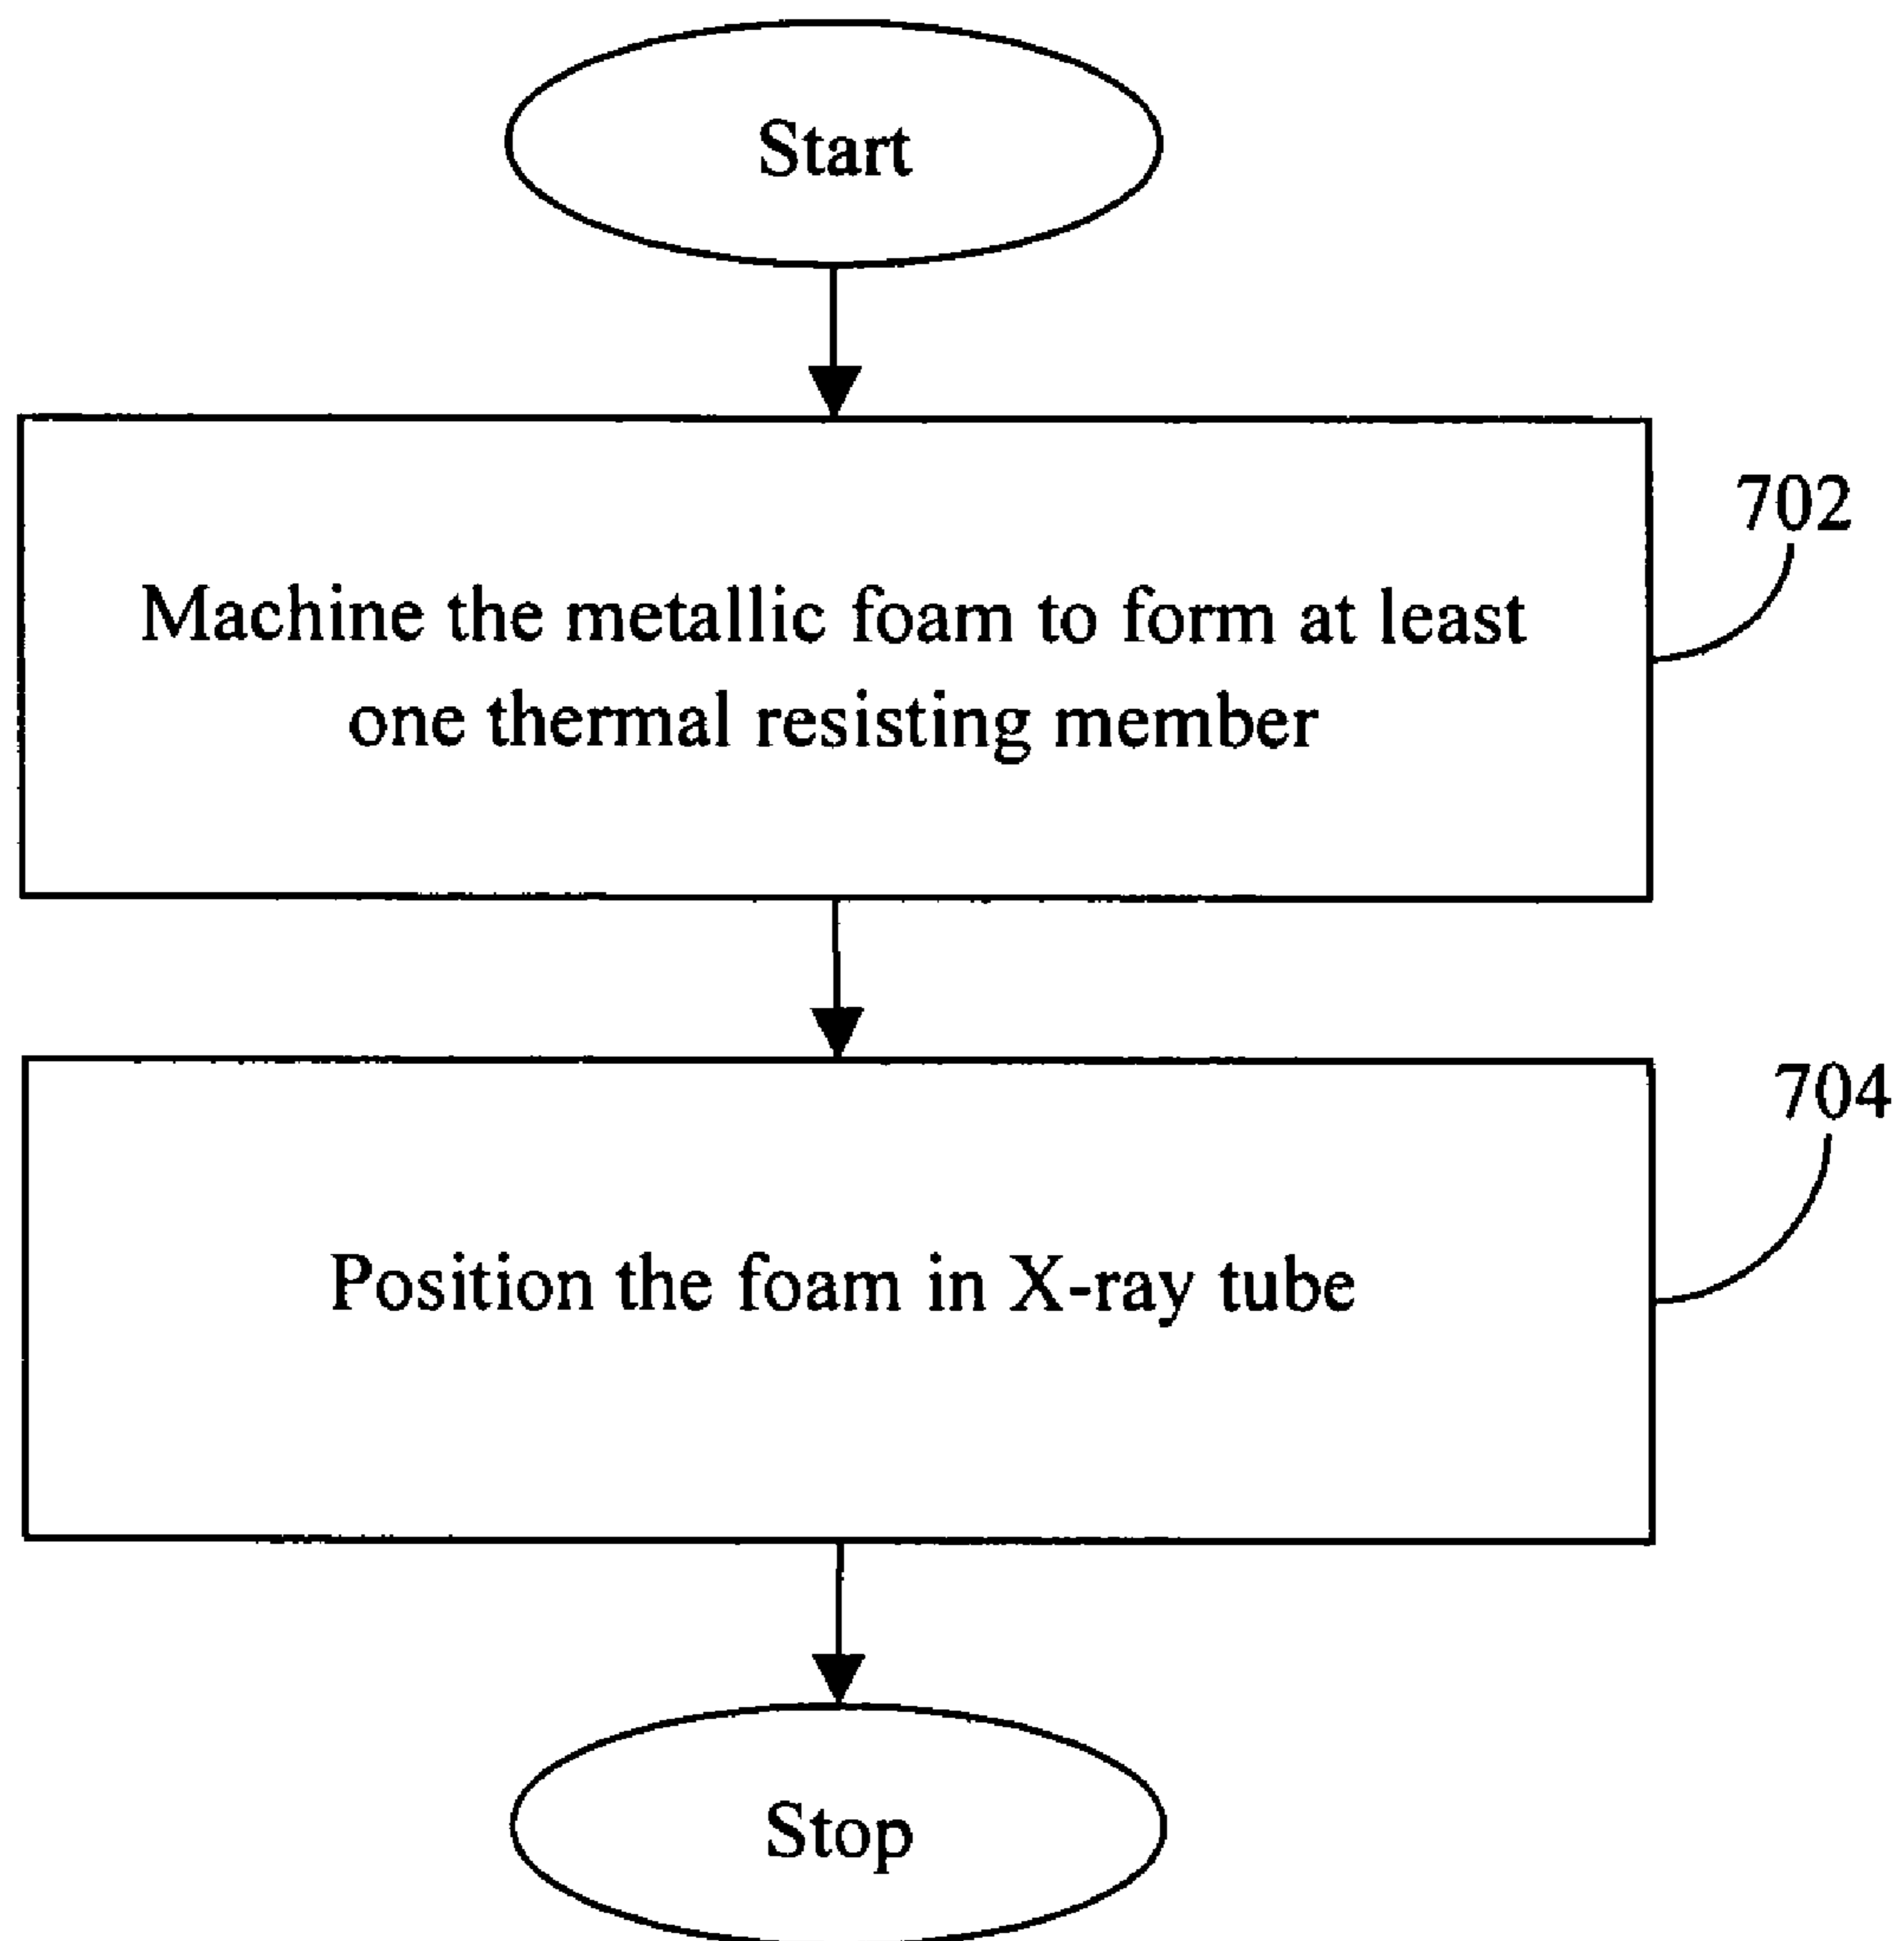 Start
702
Machine the metallic foam to form at least
one thermal resisting member
704
Position the foam in X-ray tube
Stop